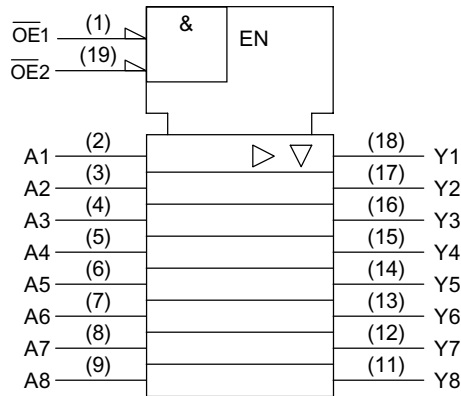 OE1 (1) & EN
OE2 (19)
A1 (2) (18) Y1
A2 (3) (17) Y2
A3 (4) (16) Y3
A4 (5) (15) Y4
A5 (6) (14) Y5
A6 (7) (13) Y6
A7 (8) (12) Y7
A8 (9) (11) Y8